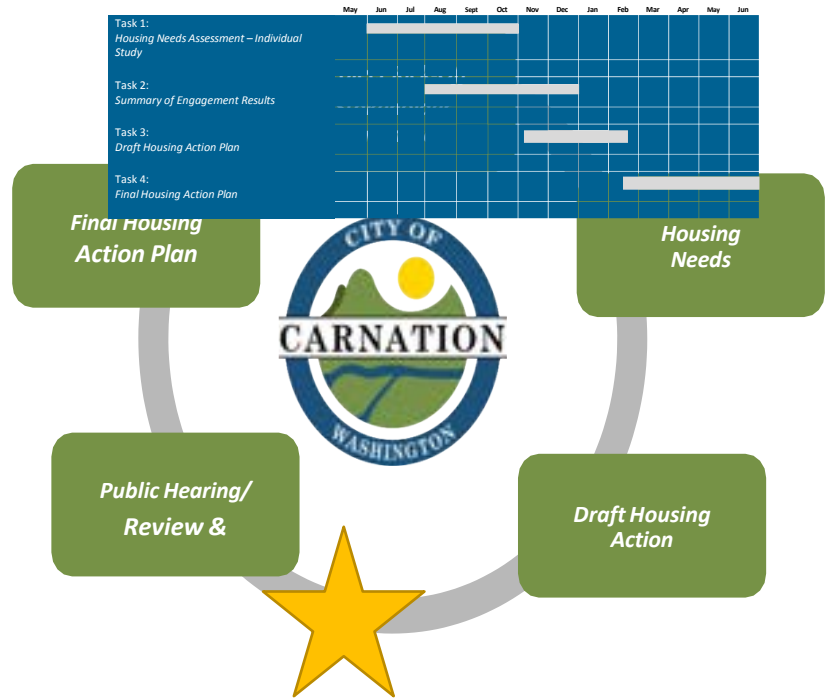 May Jun Jul Aug Sept Oct Nov Dec Jan Feb Mar Apr May Jun
Task 1:
Housing Needs Assessment – Individual
Study
Task 2:
Summary of Engagement Results
Task 3:
Draft Housing Action Plan
Task 4:
Final Housing Action Plan
Final Housing
Action Plan
Housing
Needs
CITY OF
CARNATION
WASHINGTON
Public Hearing/
Review &
Draft Housing
Action